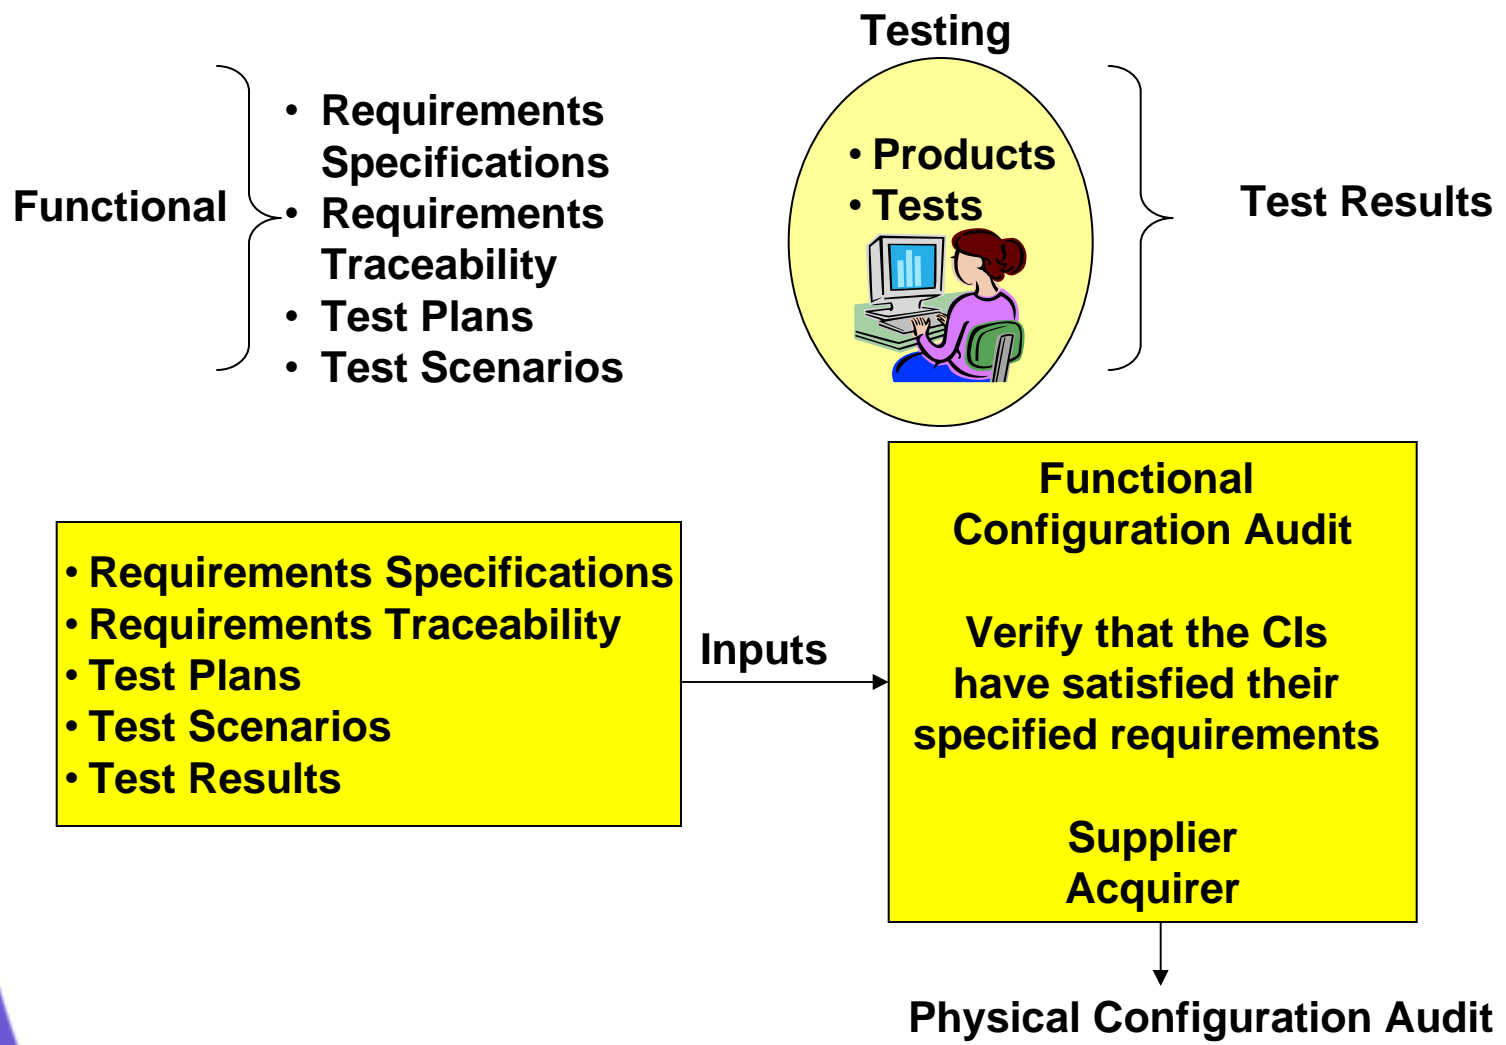 Testing
Functional
• Requirements
Specifications
• Requirements
Traceability
• Test Plans
• Test Scenarios
• Products
• Tests
Test Results
• Requirements Specifications
• Requirements Traceability
• Test Plans
• Test Scenarios
• Test Results
Inputs
Functional
Configuration Audit
Verify that the CIs
have satisfied their
specified requirements
Supplier
Acquirer
Physical Configuration Audit